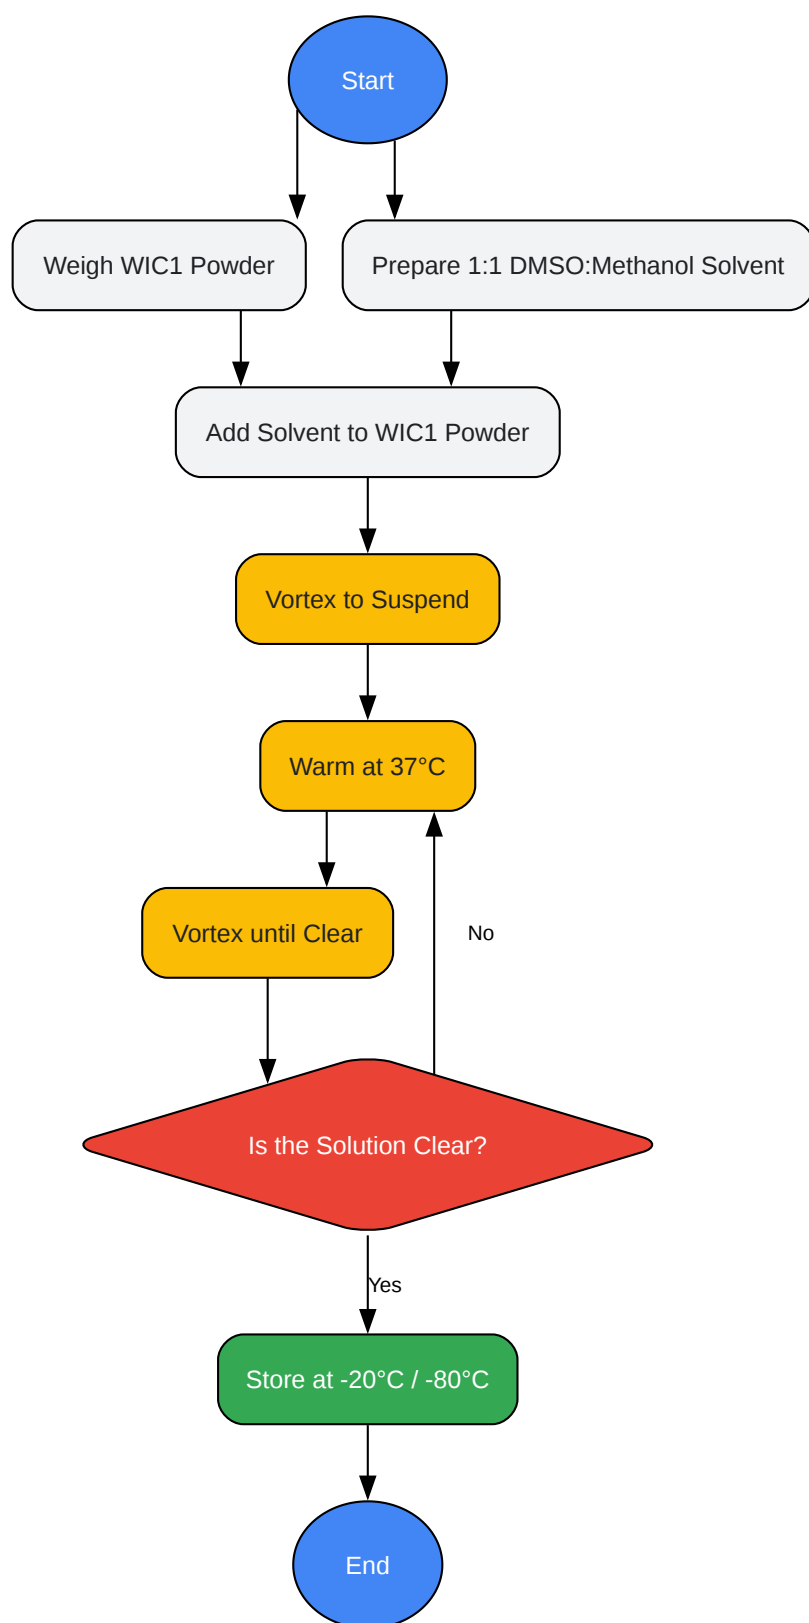 Start
Weigh WIC1 Powder
Prepare 1:1 DMSO:Methanol Solvent
Add Solvent to WIC1 Powder
Vortex to Suspend
Warm at 37°C
Vortex until Clear
No
Is the Solution Clear?
Yes
Store at -20°C / -80°C
End